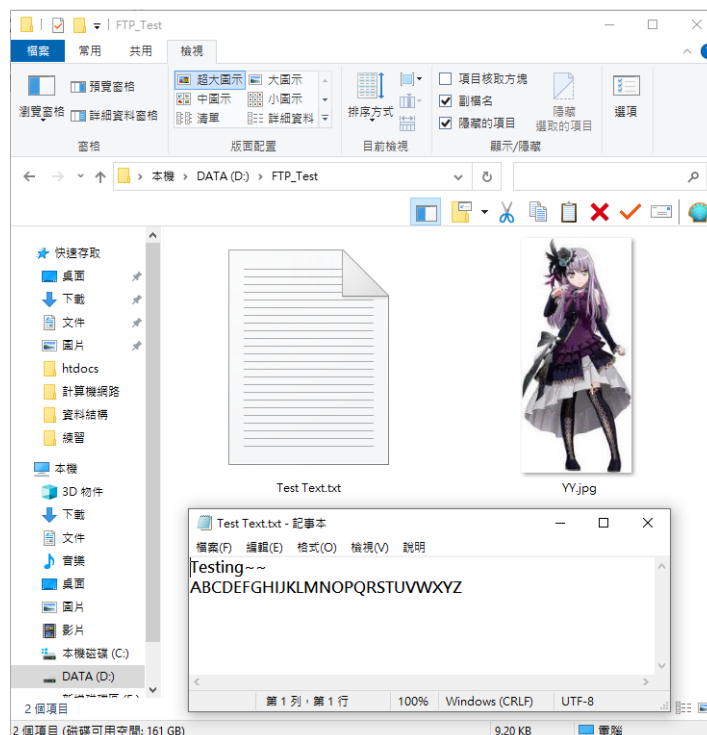 FTP_Test
檔案 常用 共用 檢視
瀏覽窗格 預覽窗格 詳細資料窗格
窗格
超大圖示 大圖示
中圖示 小圖示
清單 詳細資料
版面配置
排序方式
目前檢視
項目核取方塊
副檔名
隱藏的項目
隱藏
選取的項目
顯示/隱藏
選項
本機 › DATA (D:) › FTP_Test
快速存取
桌面
下載
文件
圖片
htdocs
計算機網路
資料結構
練習
本機
3D 物件
下載
文件
音樂
桌面
圖片
影片
本機磁碟 (C:)
DATA (D:)
Test Text.txt
YY.jpg
Test Text.txt - 記事本
檔案(F) 編輯(E) 格式(O) 檢視(V) 說明
Testing~~
ABCDEFGHIJKLMNOPQRSTUVWXYZ
第 1 列，第 1 行 100% Windows (CRLF) UTF-8
2 個項目
2 個項目 (磁碟可用空間: 161 GB) 9.20 KB 電腦